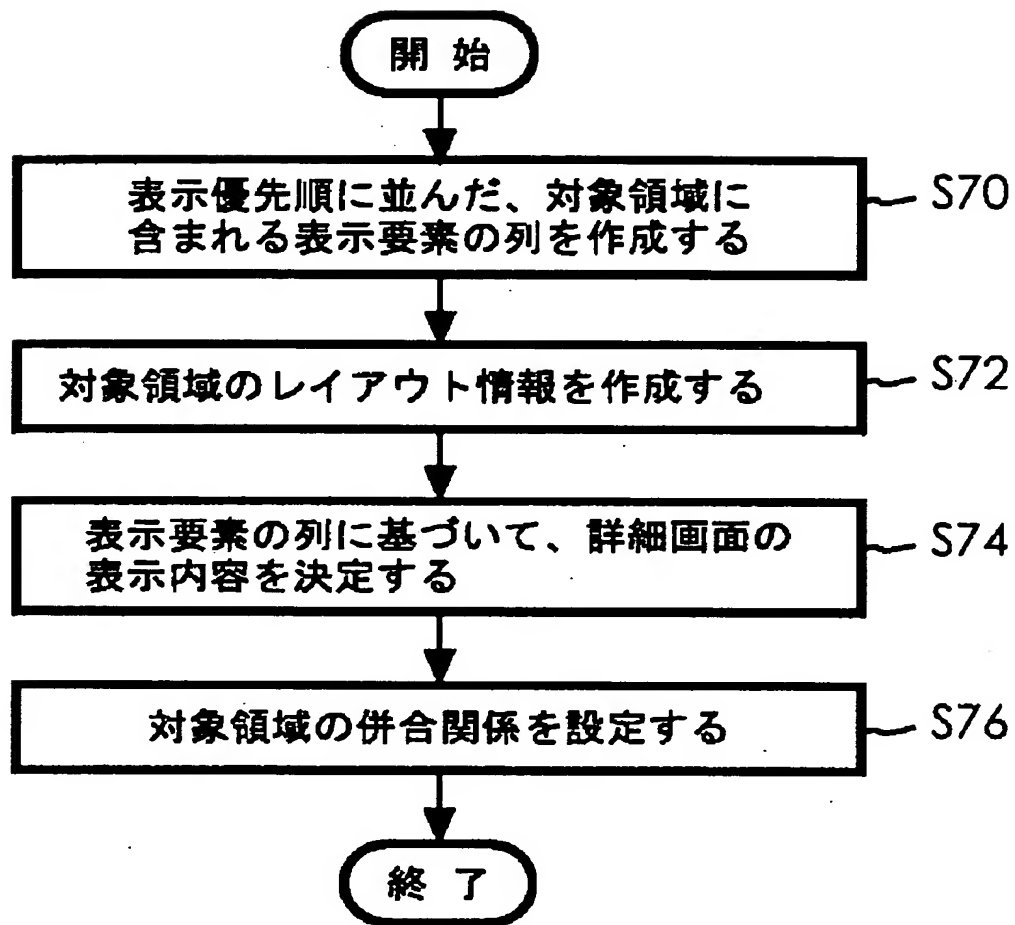 開始
表示優先順に並んだ、対象領域に
含まれる表示要素の列を作成する
S70
対象領域のレイアウト情報を作成する
S72
表示要素の列に基づいて、詳細画面の
表示内容を決定する
S74
対象領域の併合関係を設定する
S76
終了